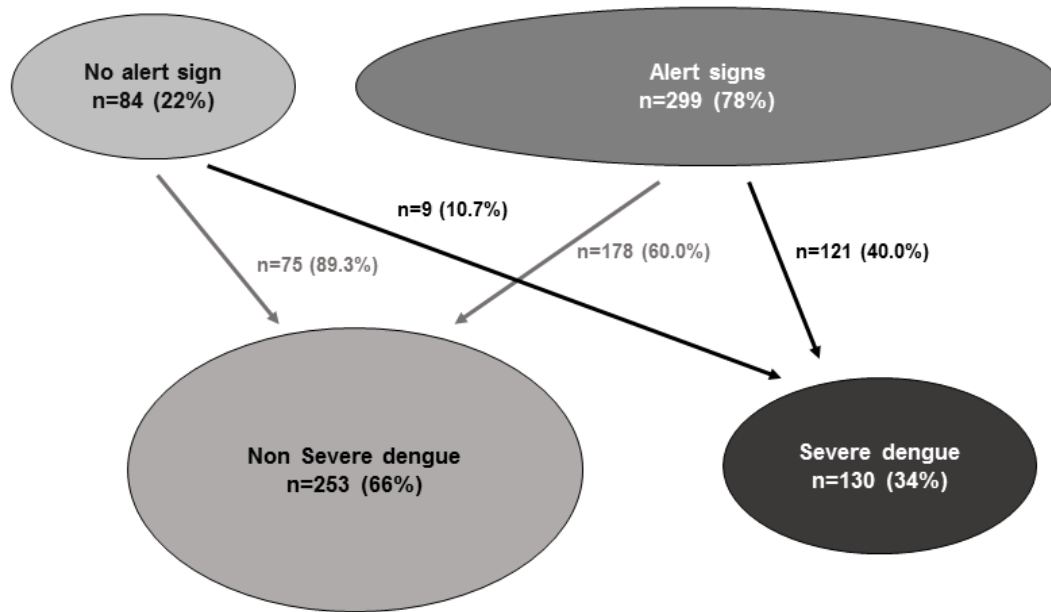 No alert sign
n=84 (22%)
Alert signs
n=299 (78%)
n=9 (10.7%)
n=75 (89.3%)
n=178 (60.0%)
n=121 (40.0%)
Non Severe dengue
n=253 (66%)
Severe dengue
n=130 (34%)